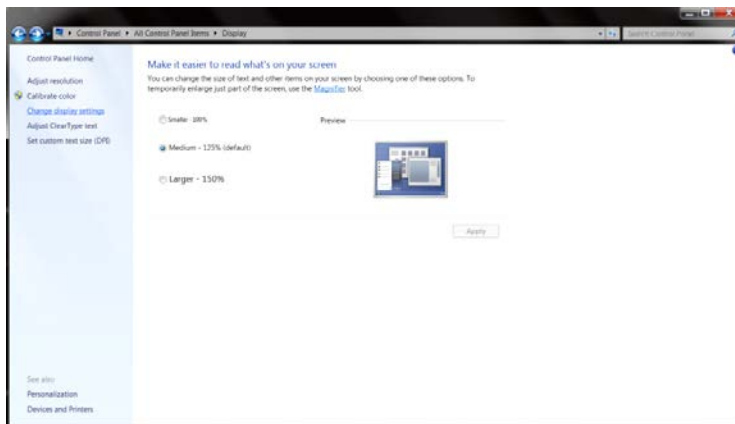 Control Panel ▸ All Control Panel Items ▸ Display
Search Control Panel
Control Panel Home
Adjust resolution
Calibrate color
Change display settings
Adjust ClearType text
Set custom text size (DPI)
Make it easier to read what's on your screen
You can change the size of text and other items on your screen by choosing one of these options. To
temporarily enlarge just part of the screen, use the Magnifier tool.
Smaller - 100%
Preview
Medium - 125% (default)
Larger - 150%
Apply
See also
Personalization
Devices and Printers